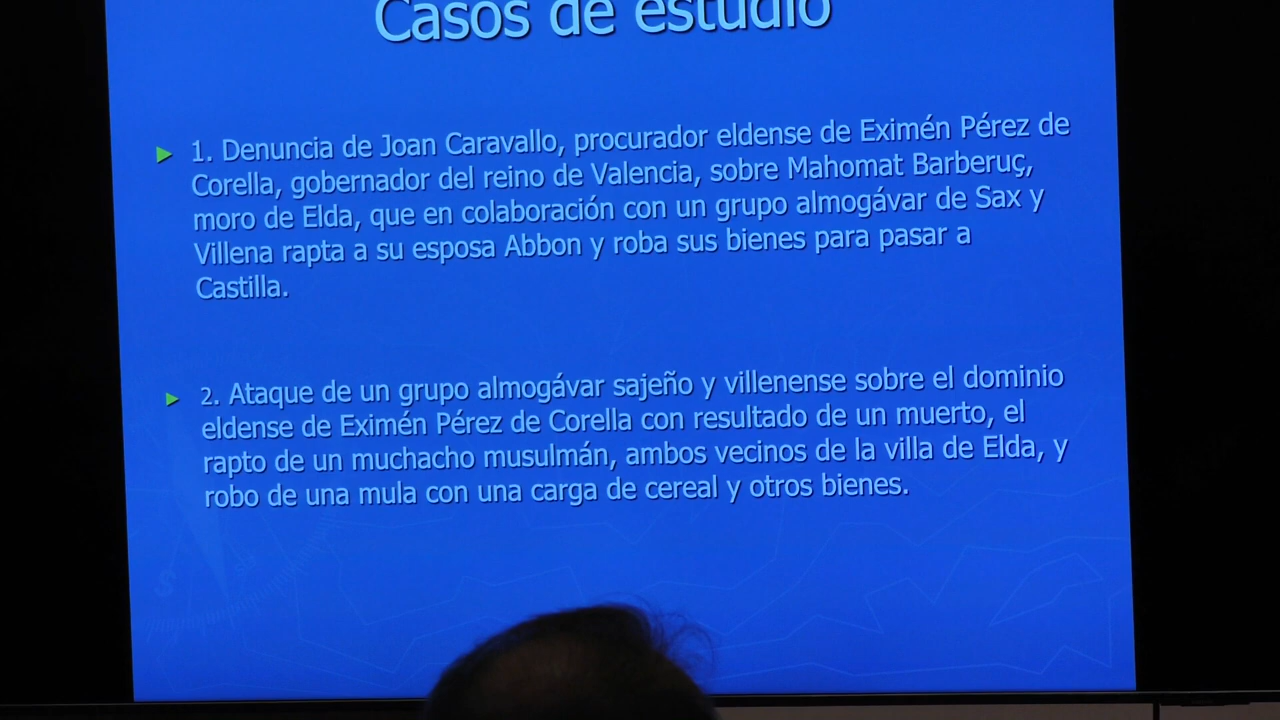 Casos de estudio
1. Denuncia de Joan Caravallo, procurador eldense de Eximén Pérez de
Corella, gobernador del reino de Valencia, sobre Mahomat Barberuç,
moro de Elda, que en colaboración con un grupo almogávar de Sax y
Villena rapta a su esposa Abbon y roba sus bienes para pasar a
Castilla.
2. Ataque de un grupo almogávar sajeño y villenense sobre el dominio
eldense de Eximén Pérez de Corella con resultado de un muerto, el
rapto de un muchacho musulmán, ambos vecinos de la villa de Elda, y
robo de una mula con una carga de cereal y otros bienes.